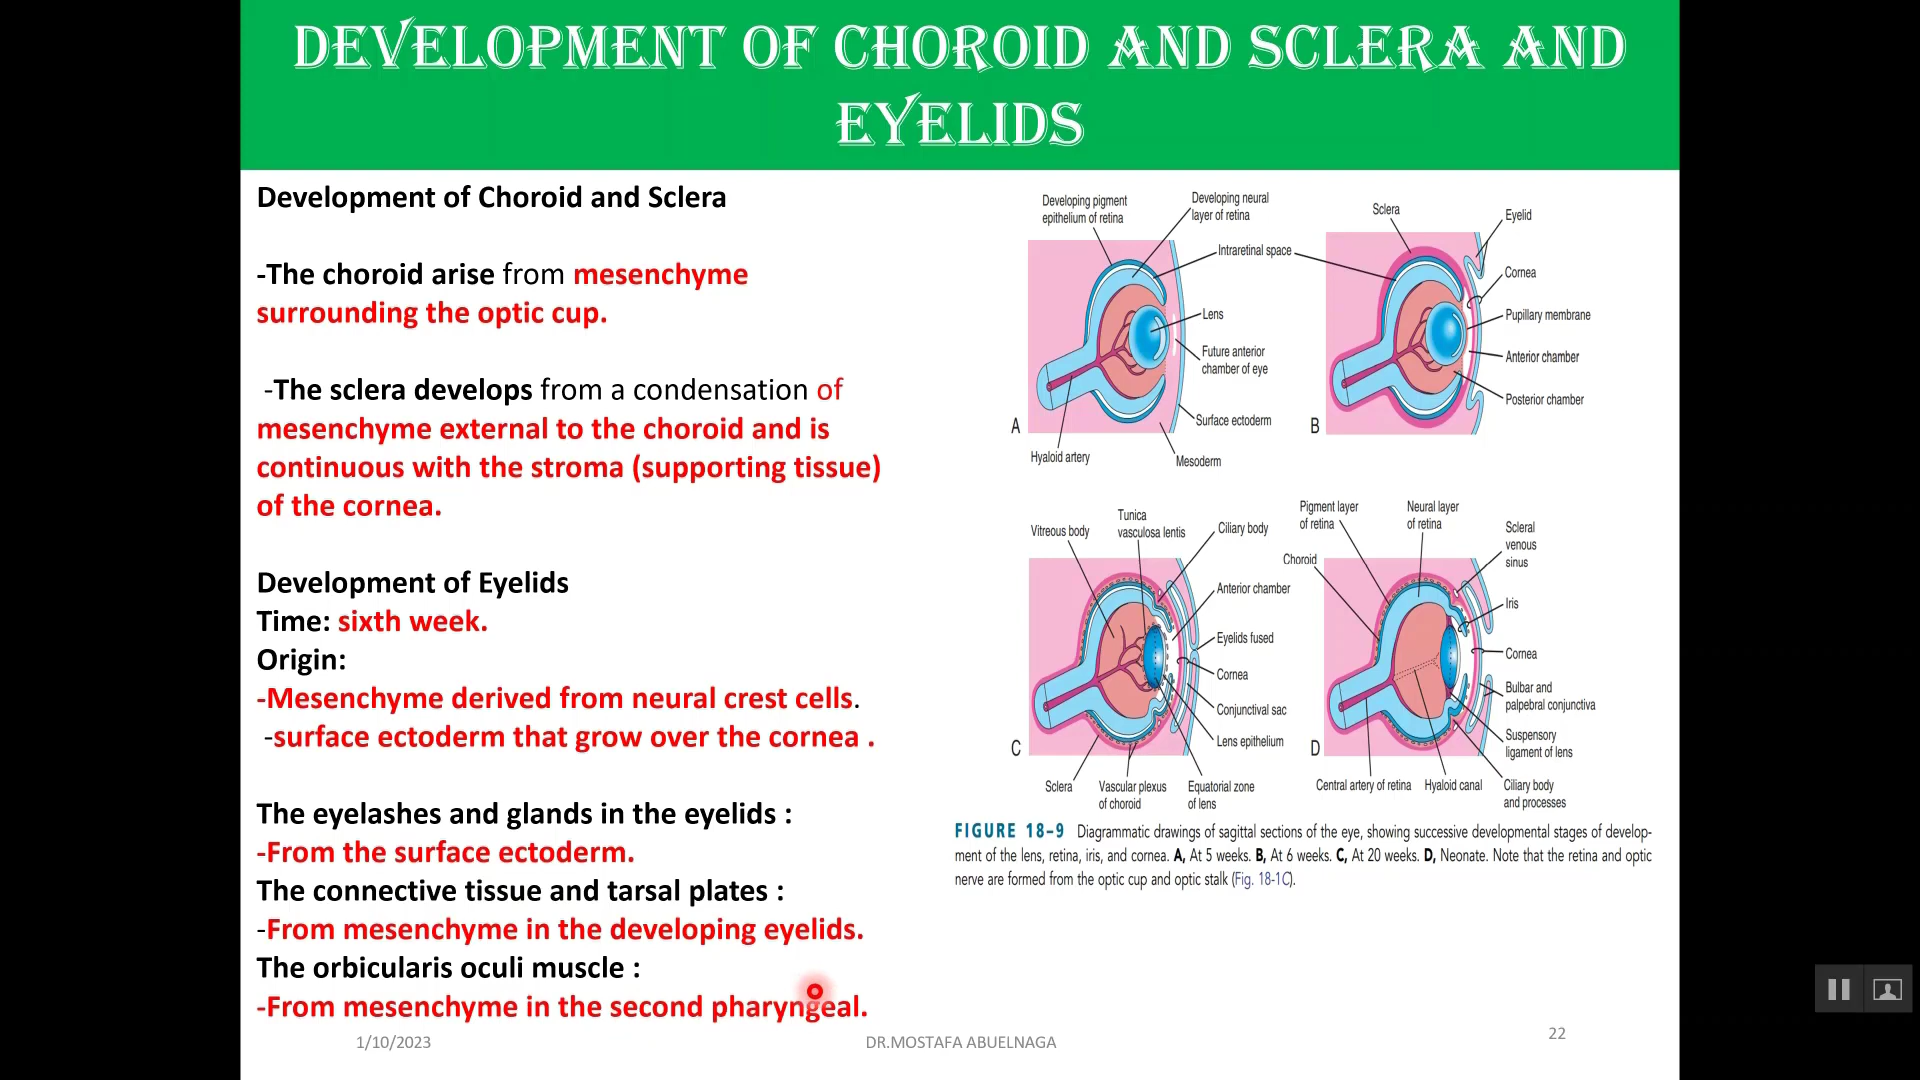 DEVELOPMENT OF CHOROID AND SCLERA AND
EYELIDS
Development of Choroid and Sclera
-The choroid arise from mesenchyme
surrounding the optic cup.
-The sclera develops from a condensation of
mesenchyme external to the choroid and is
continuous with the stroma (supporting tissue)
of the cornea.
Development of Eyelids
Time: sixth week.
Origin:
-Mesenchyme derived from neural crest cells.
-surface ectoderm that grow over the cornea .
The eyelashes and glands in the eyelids :
-From the surface ectoderm.
The connective tissue and tarsal plates :
-From mesenchyme in the developing eyelids.
The orbicularis oculi muscle :
-From mesenchyme in the second pharyngeal.
Developing pigment
epithelium of retina
Developing neural
layer of retina
Intraretinal space
Lens
Future anterior
chamber of eye
Surface ectoderm
A
Hyaloid artery
Mesoderm
Sclera
Eyelid
Cornea
Pupillary membrane
Anterior chamber
Posterior chamber
B
Vitreous body
Tunica
vasculosa lentis
Ciliary body
Anterior chamber
Eyelids fused
Cornea
Conjunctival sac
Lens epithelium
C
Sclera
Vascular plexus
of choroid
Equatorial zone
of lens
Pigment layer
of retina
Neural layer
of retina
Scleral
venous
sinus
Choroid
Iris
Cornea
Bulbar and
palpebral conjunctiva
Suspensory
ligament of lens
D
Central artery of retina
Hyaloid canal
Ciliary body
and processes
FIGURE 18-9 Diagrammatic drawings of sagittal sections of the eye, showing successive developmental stages of develop-
ment of the lens, retina, iris, and cornea. A, At 5 weeks. B, At 6 weeks. C, At 20 weeks. D, Neonate. Note that the retina and optic
nerve are formed from the optic cup and optic stalk (Fig. 18-1C).
1/10/2023
DR.MOSTAFA ABUELNAGA
22